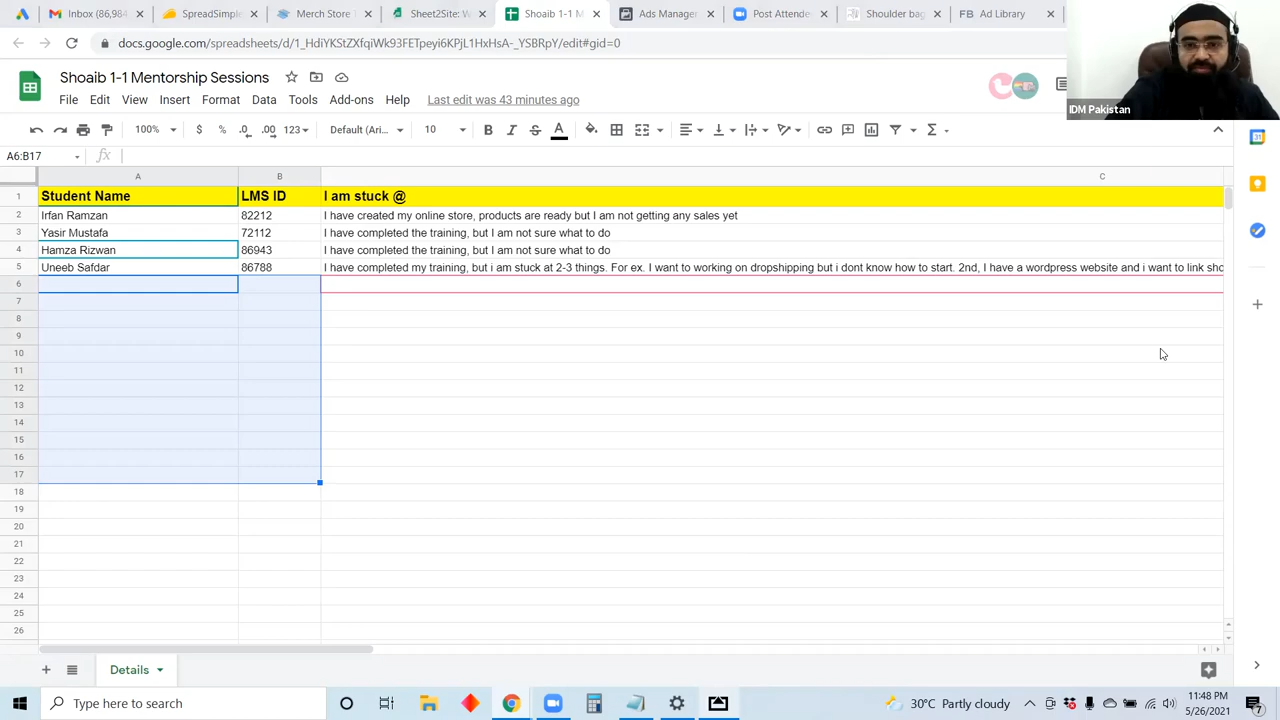 Inbox (86,984
SpreadSimple
Merch Store
Sheet2Site: W
Shoaib 1-1 M
Ads Manager
Post Attende
Shoulder bag
Ad Library
docs.google.com/spreadsheets/d/1_HdiYKStZXfqiWk93FETpeyi6KPjL1HxHsA-_YSBRpY/edit#gid=0
Shoaib 1-1 Mentorship Sessions
File Edit View Insert Format Data Tools Add-ons Help Last edit was 43 minutes ago
IDM Pakistan
100% $ % .0 .00 123 Default (Ari... 10
A6:B17 fx
A B C
1 Student Name LMS ID I am stuck @
2 Irfan Ramzan 82212 I have created my online store, products are ready but I am not getting any sales yet
3 Yasir Mustafa 72112 I have completed the training, but I am not sure what to do
4 Hamza Rizwan 86943 I have completed the training, but I am not sure what to do
5 Uneeb Safdar 86788 I have completed my training, but i am stuck at 2-3 things. For ex. I want to working on dropshipping but i dont know how to start. 2nd, I have a wordpress website and i want to link sho
6
7
8
9
10
11
12
13
14
15
16
17
18
19
20
21
22
23
24
25
26
Details
Type here to search
30°C Partly cloudy
11:48 PM
5/26/2021
7